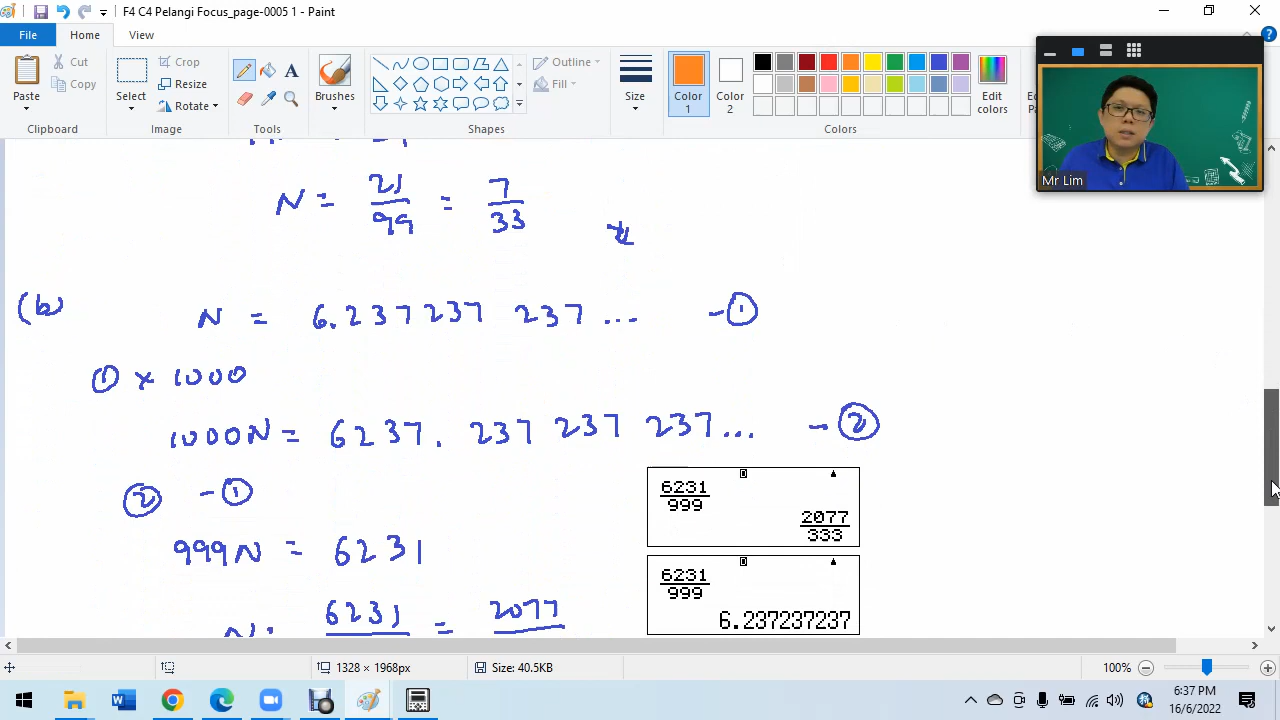 F4 C4 Pelangi Focus_page-0005 1 - Paint
File Home View
Paste Cut Copy Clipboard
Select Crop Resize Rotate Image
Tools
Brushes
Shapes Outline Fill
Size
Color 1 Color 2 Edit colors Colors
Mr Lim
N = 21/99 = 7/33
(b) N = 6.237237 237 ... - ①
① × 1000
1000N = 6237. 237 237 237... - ②
② - ①
999N = 6231
N = 6231 = 2077
6231/999
2077/333
6231/999
6.237237237
1328 × 1968px Size: 40.5KB 100%
6:37 PM
16/6/2022